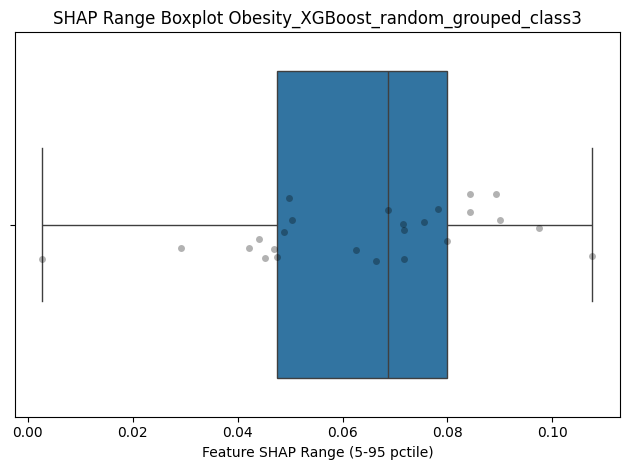 SHAP Range Boxplot Obesity_XGBoost_random_grouped_class3
0.00 0.02 0.04 0.06 0.08 0.10
Feature SHAP Range (5-95 pctile)